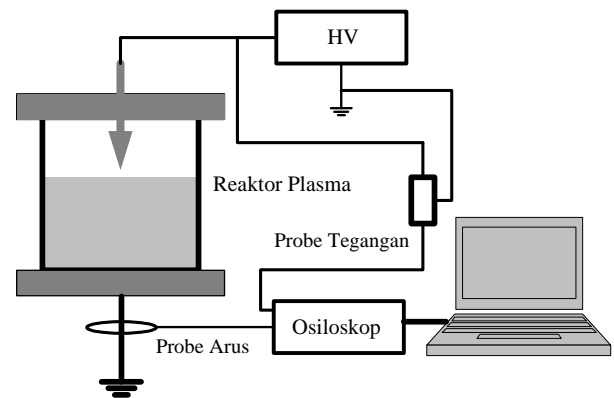 HV
Reaktor Plasma
Probe Tegangan
Osiloskop
Probe Arus